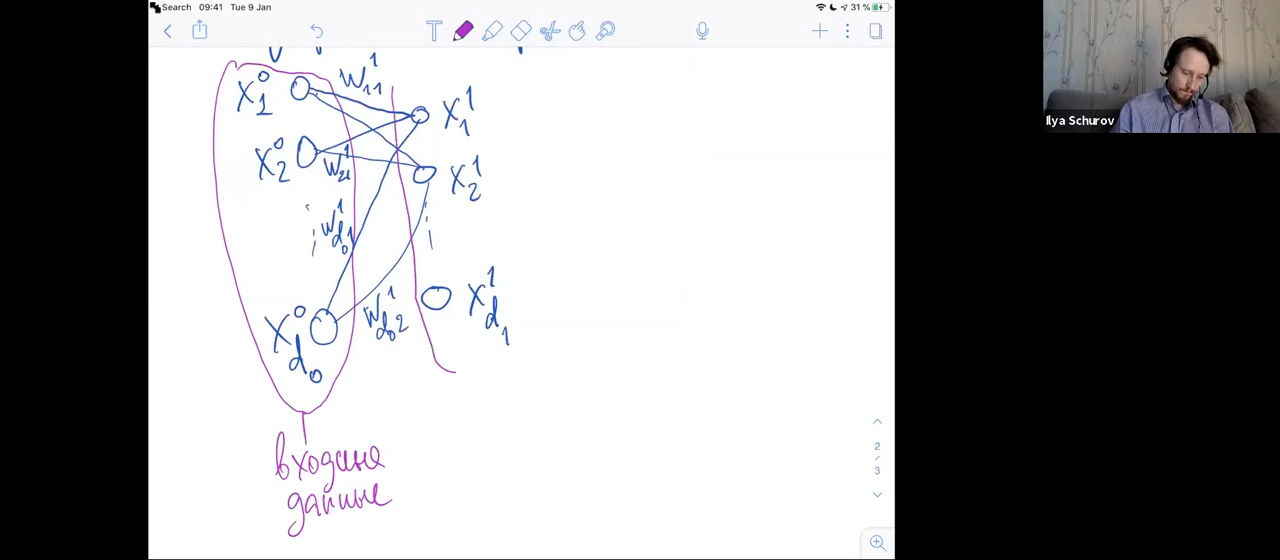 Search 09:41 Tue 9 Jan 31 %
T
x₁⁰ w₁₁¹ x₁¹
x₂⁰ w₂₁¹ x₂¹
w_{d₀1}¹
x_{d₀}⁰ w_{d₀2}¹ x_{d₁}¹
входные
данные
2
3
Ilya Schurov